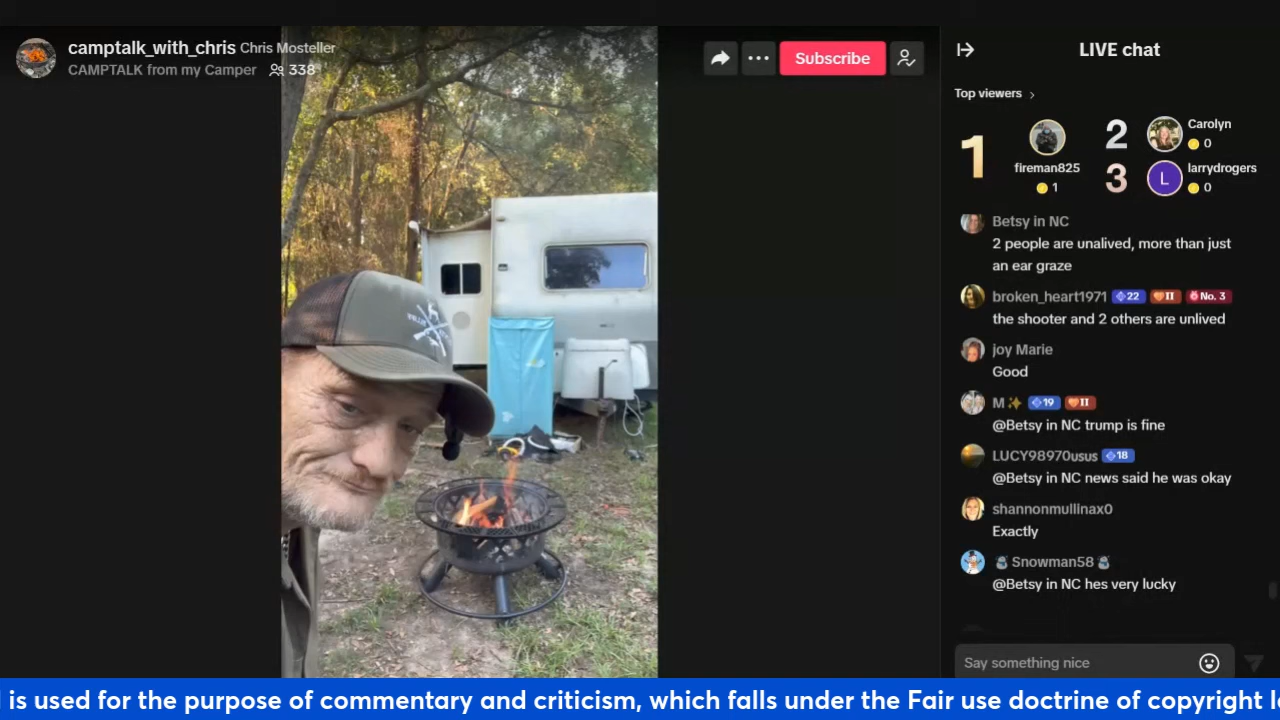 camptalk_with_chris Chris Mosteller
CAMPTALK from my Camper 338
Subscribe
LIVE chat
Top viewers >
1
fireman825
1
2
Carolyn
0
3
L
larrydrogers
0
Betsy in NC
2 people are unalived, more than just
an ear graze
broken_heart1971 22 II No. 3
the shooter and 2 others are unlived
joy Marie
Good
M✨ 19 II
@Betsy in NC trump is fine
LUCY98970usus 18
@Betsy in NC news said he was okay
shannonmullinax0
Exactly
☃Snowman58☃
@Betsy in NC hes very lucky
Say something nice
is used for the purpose of commentary and criticism, which falls under the Fair use doctrine of copyright